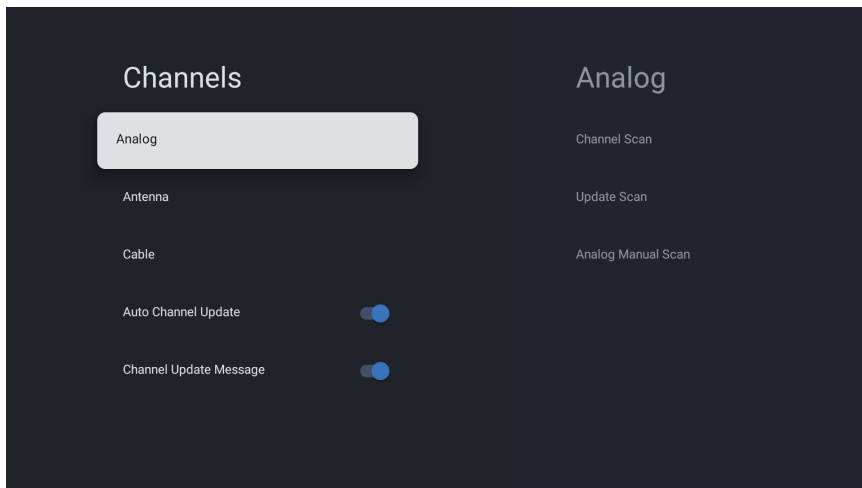 Channels
Analog
Antenna
Cable
Auto Channel Update
Channel Update Message
Analog
Channel Scan
Update Scan
Analog Manual Scan